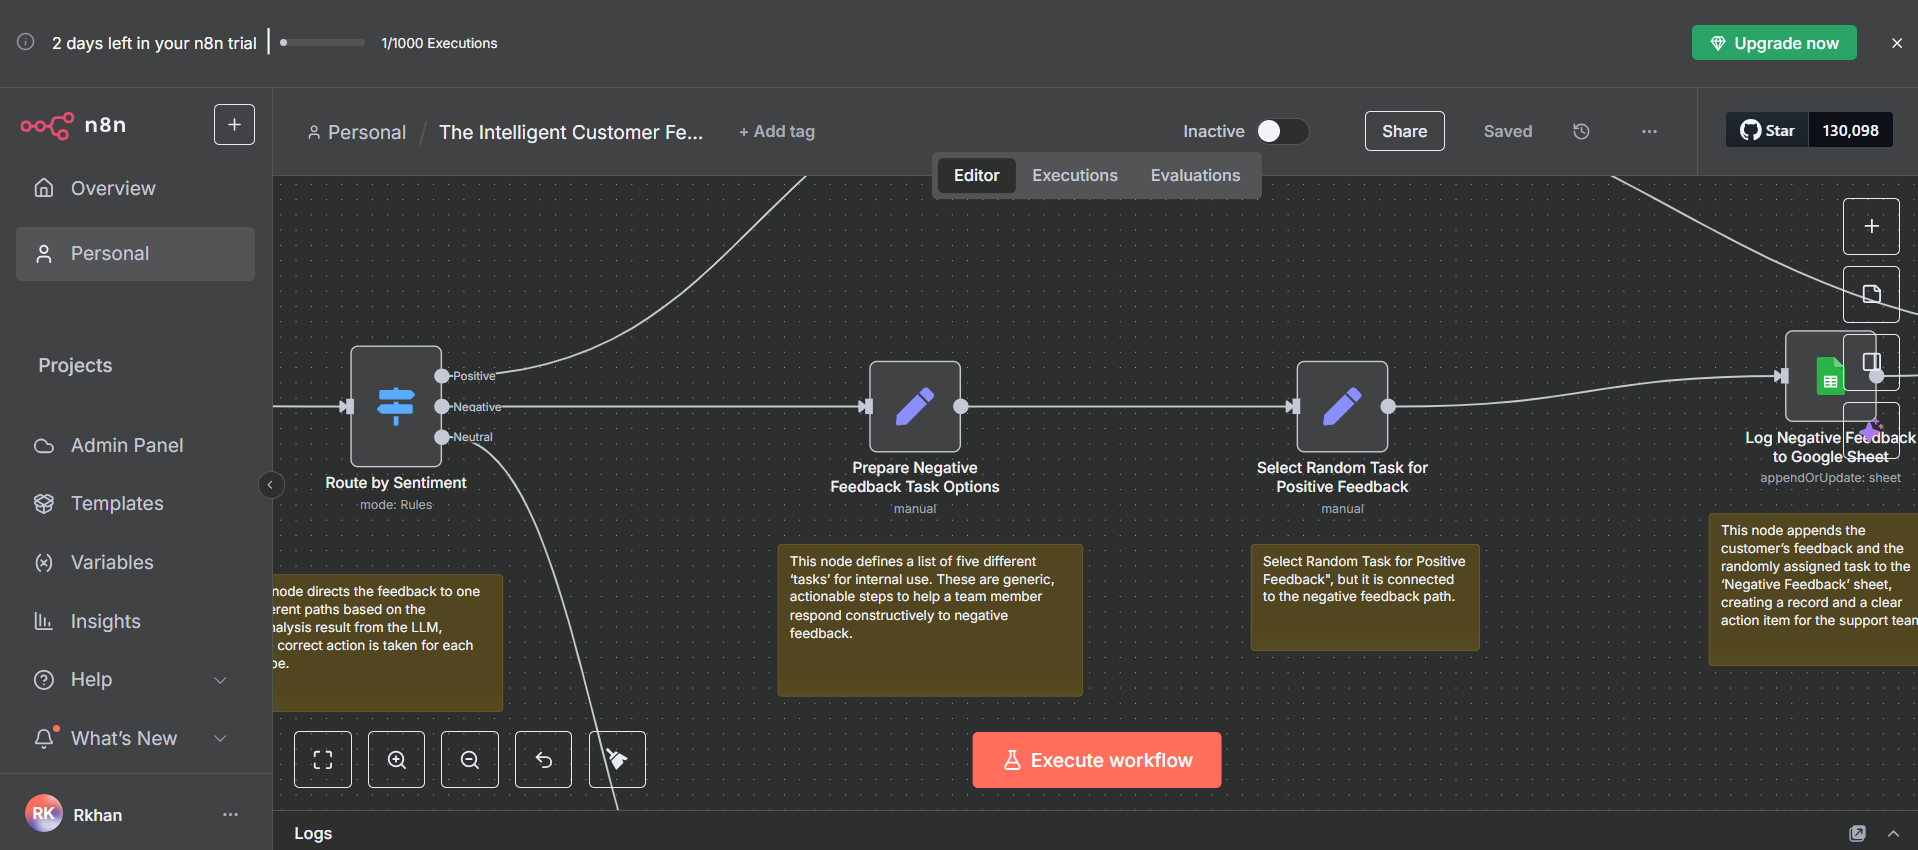 2 days left in your n8n trial
1/1000 Executions
Upgrade now
n8n
Personal / The Intelligent Customer Fe...
+ Add tag
Inactive
Share
Saved
Star 130,098
Editor
Executions
Evaluations
Overview
Personal
Projects
Admin Panel
Templates
Variables
Insights
Help
What's New
RK Rkhan
Positive
Negative
Neutral
Route by Sentiment
mode: Rules
node directs the feedback to one
erent paths based on the
alysis result from the LLM,
correct action is taken for each
Prepare Negative
Feedback Task Options
manual
This node defines a list of five different
‘tasks’ for internal use. These are generic,
actionable steps to help a team member
respond constructively to negative
feedback.
Select Random Task for
Positive Feedback
manual
Select Random Task for Positive
Feedback", but it is connected
to the negative feedback path.
Log Negative Feedback
to Google Sheet
appendOrUpdate: sheet
This node appends the
customer’s feedback and the
randomly assigned task to the
‘Negative Feedback’ sheet,
creating a record and a clear
action item for the support team
Execute workflow
Logs